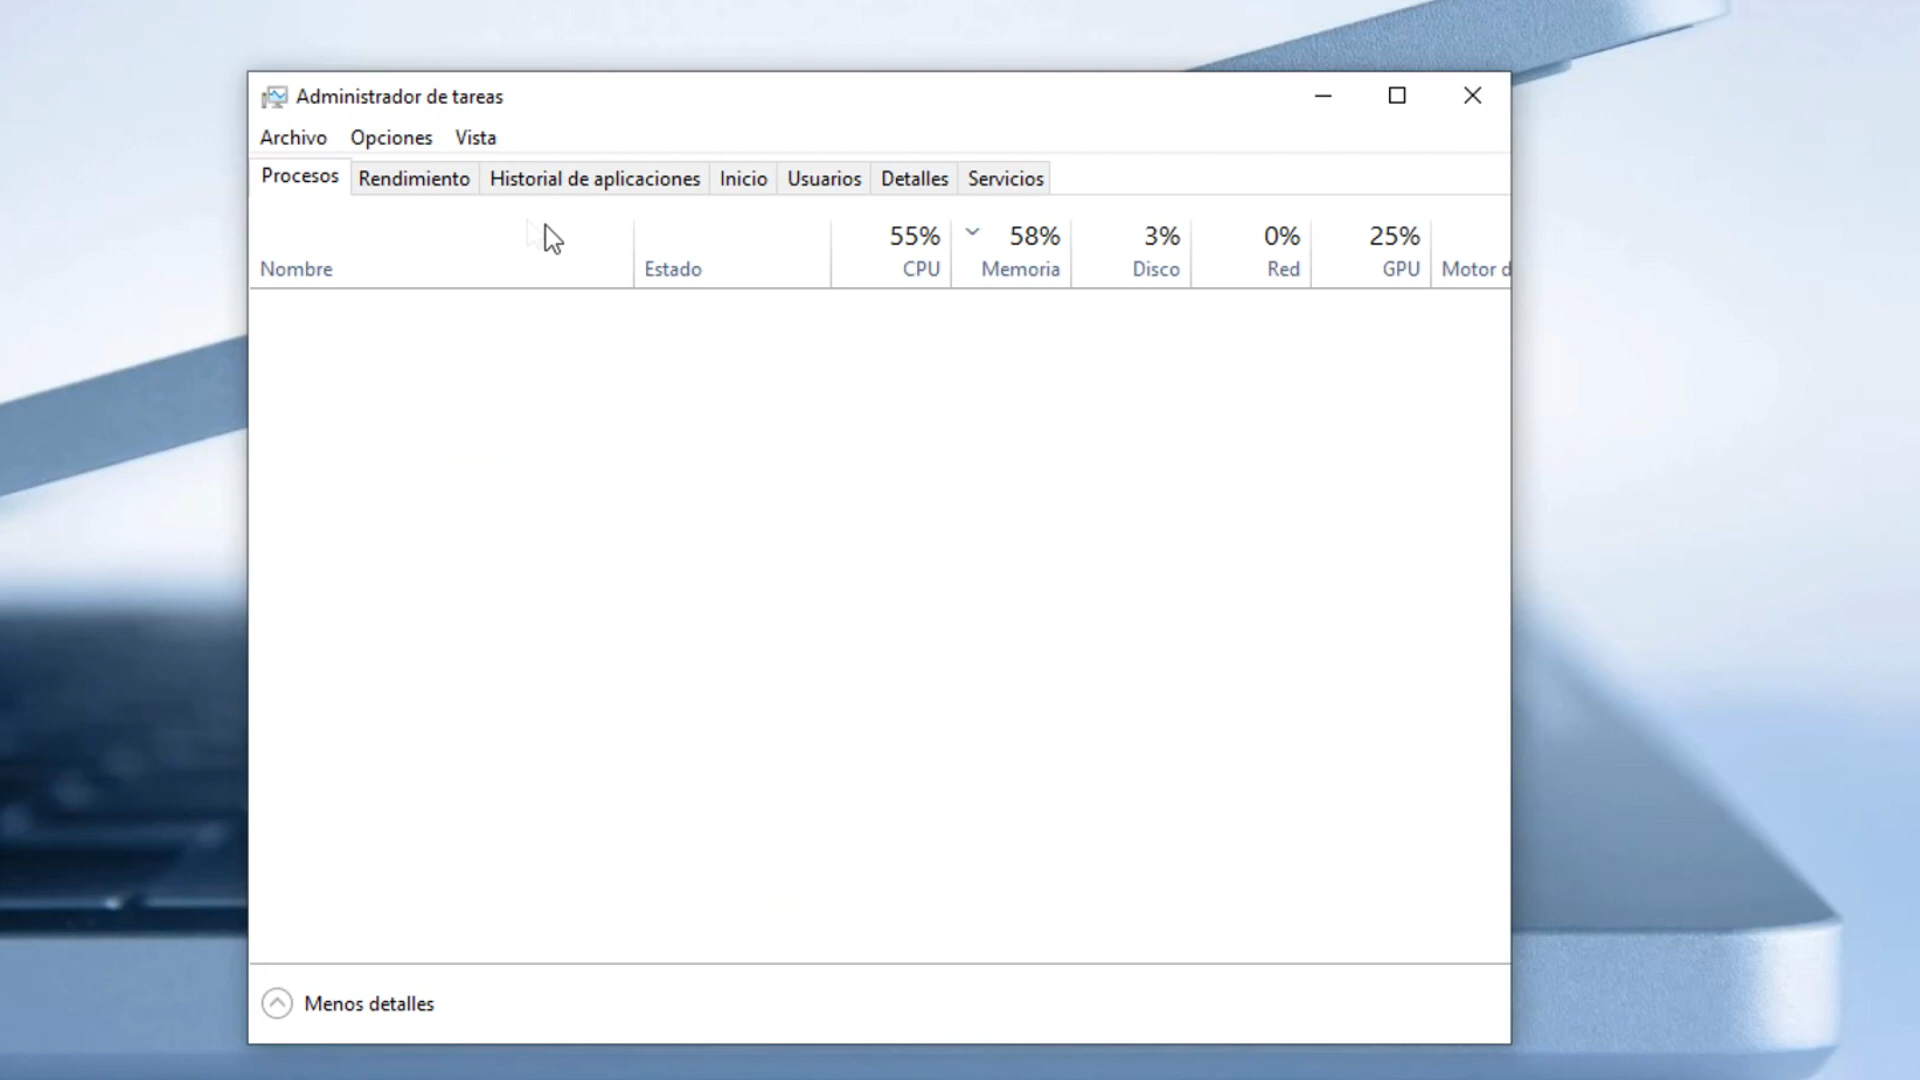 Administrador de tareas
Archivo Opciones Vista
Procesos Rendimiento Historial de aplicaciones Inicio Usuarios Detalles Servicios
55% 58% 3% 0% 25%
Nombre Estado CPU Memoria Disco Red GPU Motor d
Menos detalles